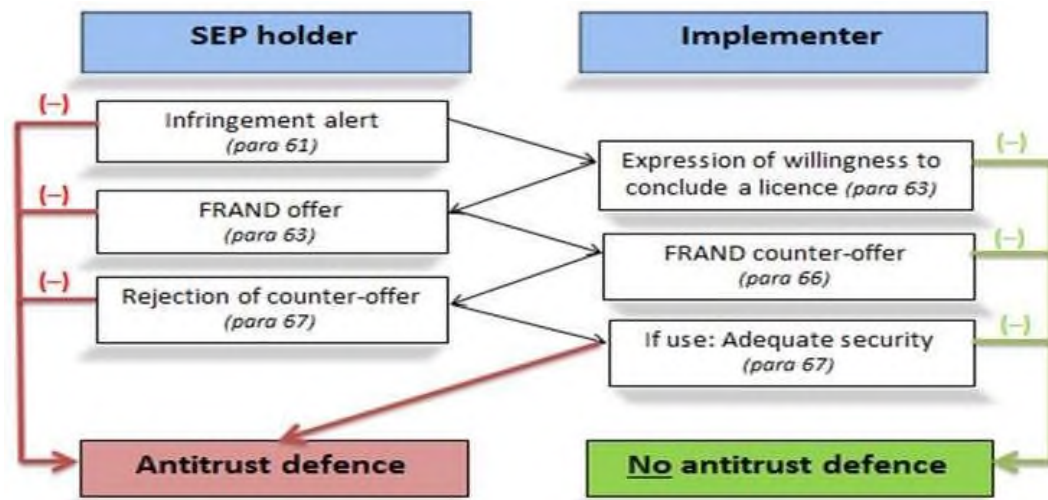 SEP holder
Implementer
(–)
Infringement alert
(para 61)
(–)
Expression of willingness to
conclude a licence (para 63)
(–)
FRAND offer
(para 63)
(–)
FRAND counter-offer
(para 66)
(–)
Rejection of counter-offer
(para 67)
(–)
If use: Adequate security
(para 67)
Antitrust defence
No antitrust defence